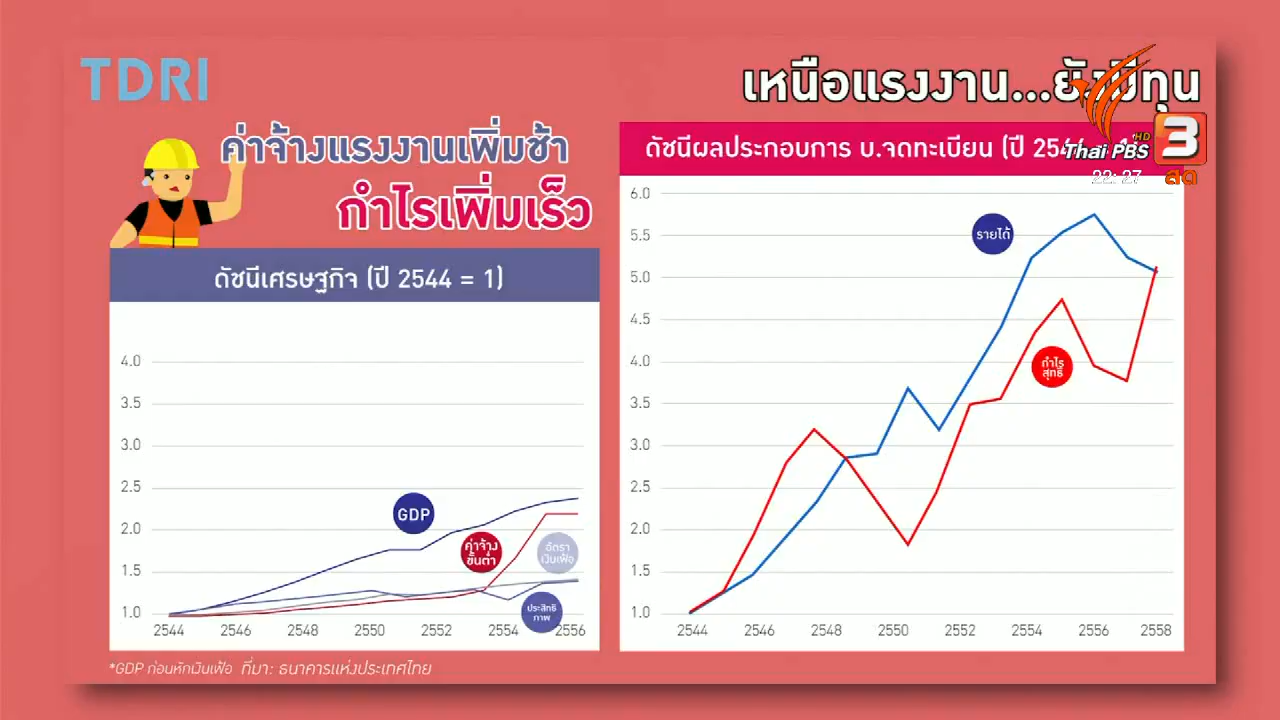 TDRI
เหนือแรงงาน...ยังมีทุน
ค่าจ้างแรงงานเพิ่มช้า
กำไรเพิ่มเร็ว
HD
Thai PBS
3
22:27
สด
ดัชนีเศรษฐกิจ (ปี 2544 = 1)
4.0
3.5
3.0
2.5
2.0
1.5
1.0
GDP
ค่าจ้าง
ขั้นต่ำ
อัตรา
เงินเฟ้อ
ประสิทธิ
ภาพ
2544 2546 2548 2550 2552 2554 2556
ดัชนีผลประกอบการ บ.จดทะเบียน (ปี
6.0
5.5
5.0
4.5
4.0
3.5
3.0
2.5
2.0
1.5
1.0
รายได้
กำไร
สุทธิ
2544 2546 2548 2550 2552 2554 2556 2558
*GDP ก่อนหักเงินเฟ้อ ที่มา: ธนาคารแห่งประเทศไทย